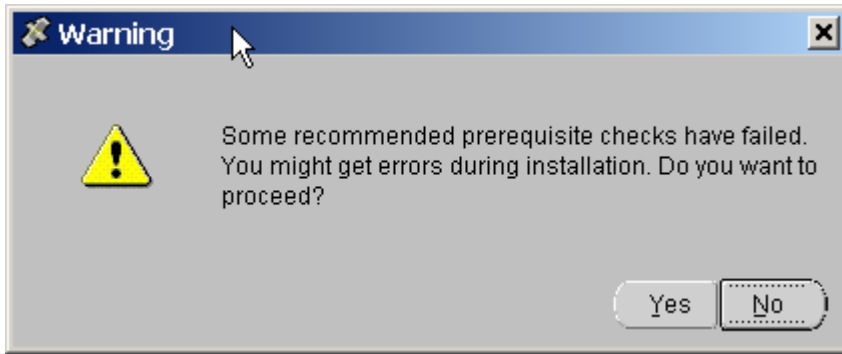 Warning
Some recommended prerequisite checks have failed.
You might get errors during installation. Do you want to
proceed?
Yes No